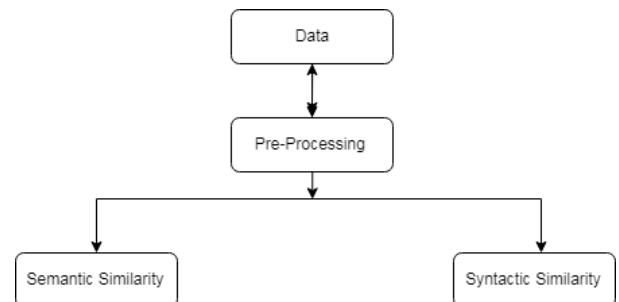 Data
Pre-Processing
Semantic Similarity
Syntactic Similarity